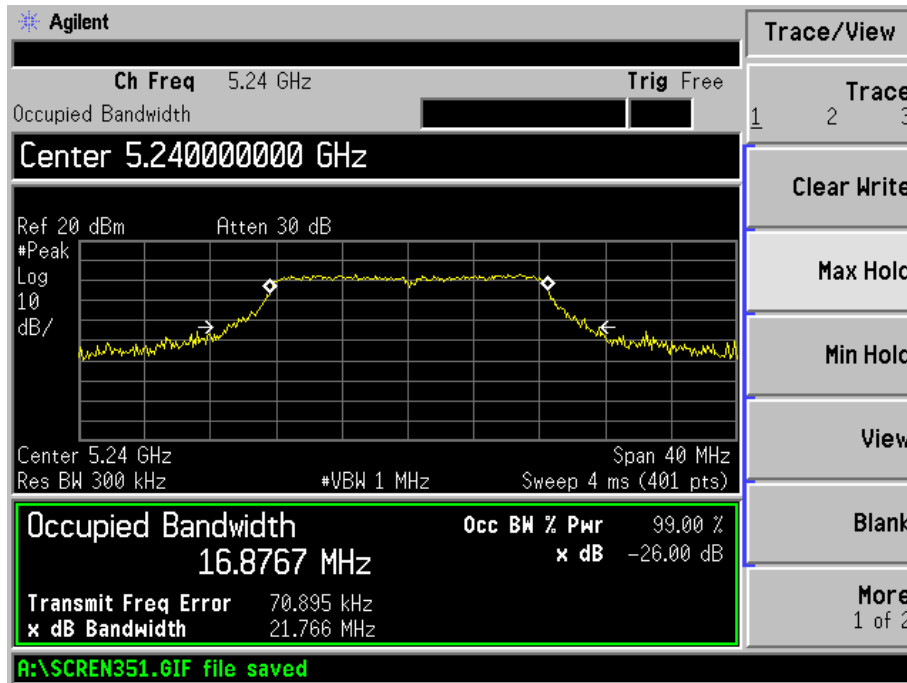 Agilent
Trace/View
Ch Freq 5.24 GHz Trig Free
Occupied Bandwidth
Trace
1 2 3
Center 5.240000000 GHz
Clear Write
Ref 20 dBm Atten 30 dB
#Peak
Log
10
dB/
Max Hold
Min Hold
View
Center 5.24 GHz Span 40 MHz
Res BW 300 kHz #VBW 1 MHz Sweep 4 ms (401 pts)
Blank
Occupied Bandwidth Occ BW % Pwr 99.00 %
16.8767 MHz x dB -26.00 dB
Transmit Freq Error 70.895 kHz
x dB Bandwidth 21.766 MHz
More
1 of 2
A:\SCREN351.GIF file saved